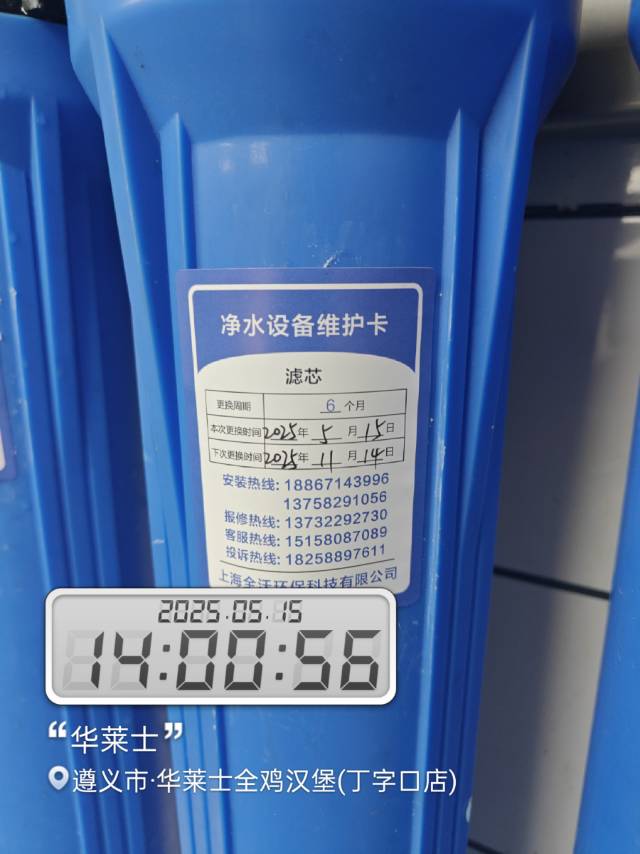 净水设备维护卡
滤芯
更换周期 6 个月
本次更换时间 2025年 5 月 15日
下次更换时间 2025年 11 月 14日
安装热线: 18867143996
13758291056
报修热线: 13732292730
客服热线: 15158087089
投诉热线: 18258897611
上海全汪环保科技有限公司
2025.05.15
14:00:56
“华莱士”
遵义市·华莱士全鸡汉堡(丁字口店)